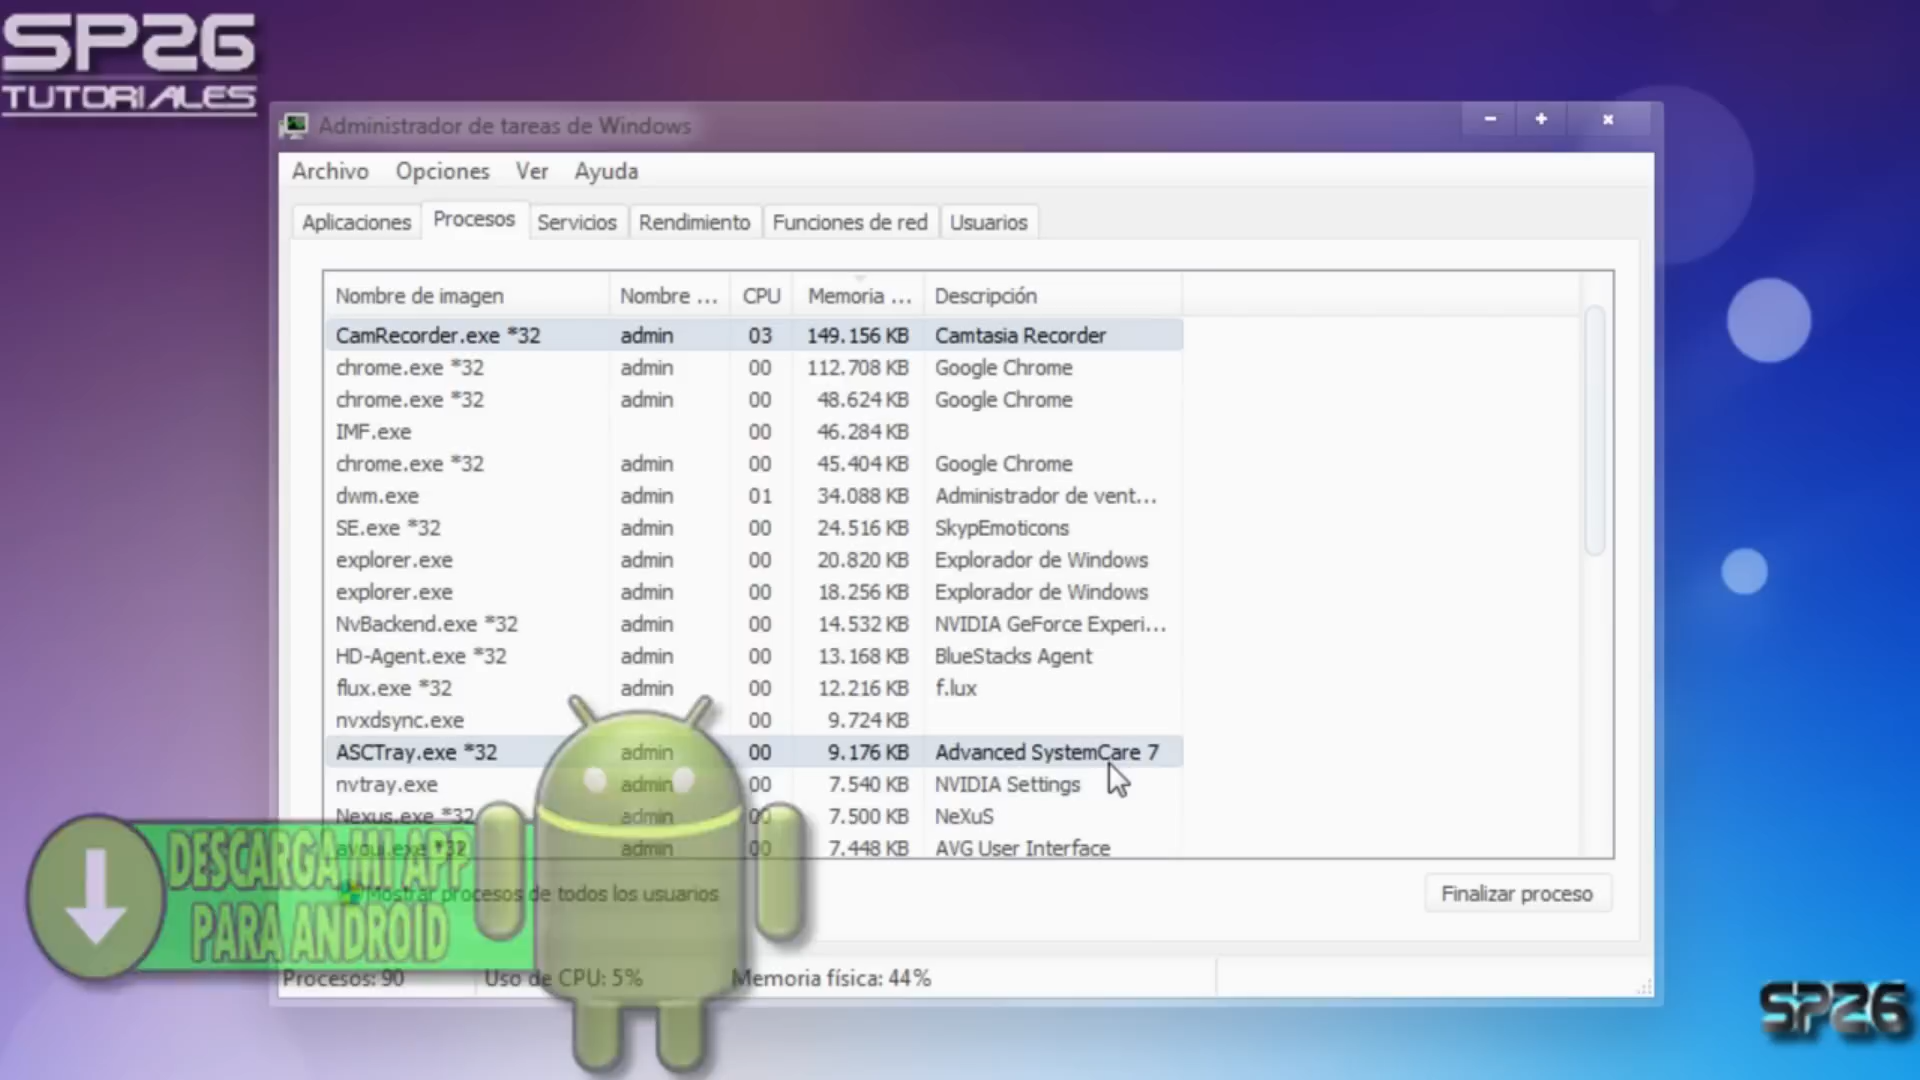 SP26
TUTORIALES
Administrador de tareas de Windows
Archivo Opciones Ver Ayuda
Aplicaciones Procesos Servicios Rendimiento Funciones de red Usuarios
Nombre de imagen Nombre ... CPU Memoria ... Descripción
CamRecorder.exe *32 admin 03 149.156 KB Camtasia Recorder
chrome.exe *32 admin 00 112.708 KB Google Chrome
chrome.exe *32 admin 00 48.624 KB Google Chrome
IMF.exe 00 46.284 KB
chrome.exe *32 admin 00 45.404 KB Google Chrome
dwm.exe admin 01 34.088 KB Administrador de vent...
SE.exe *32 admin 00 24.516 KB SkypEmoticons
explorer.exe admin 00 20.820 KB Explorador de Windows
explorer.exe admin 00 18.256 KB Explorador de Windows
NvBackend.exe *32 admin 00 14.532 KB NVIDIA GeForce Experi...
HD-Agent.exe *32 admin 00 13.168 KB BlueStacks Agent
flux.exe *32 admin 00 12.216 KB f.lux
nvxdsync.exe 00 9.724 KB
ASCTray.exe *32 admin 00 9.176 KB Advanced SystemCare 7
nvtray.exe admin 00 7.540 KB NVIDIA Settings
Nexus.exe *32 admin 00 7.500 KB NeXuS
avgui.exe *32 admin 00 7.448 KB AVG User Interface
DESCARGA MI APP
PARA ANDROID
Mostrar procesos de todos los usuarios
Finalizar proceso
Procesos: 90 Uso de CPU: 5% Memoria física: 44%
SP26